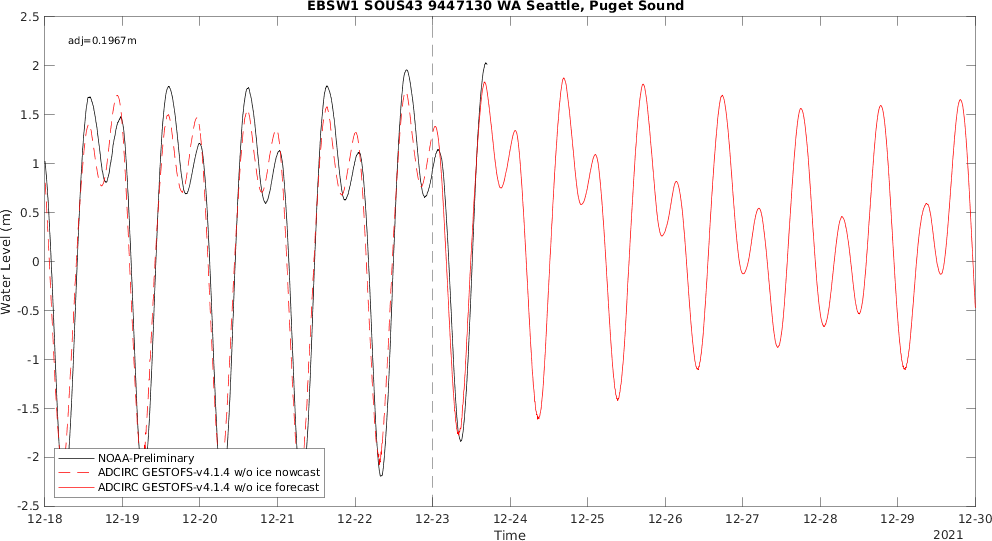 EBSW1 SOUS43 9447130 WA Seattle, Puget Sound
adj=0.1967m
Water Level (m)
2.5
2
1.5
1
0.5
0
-0.5
-1
-1.5
-2
-2.5
NOAA-Preliminary
ADCIRC GESTOFS-v4.1.4 w/o ice nowcast
ADCIRC GESTOFS-v4.1.4 w/o ice forecast
12-18 12-19 12-20 12-21 12-22 12-23 12-24 12-25 12-26 12-27 12-28 12-29 12-30
Time
2021